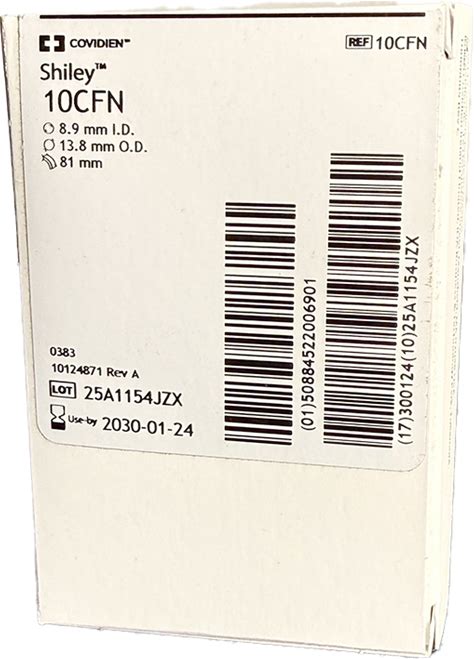 COVIDIEN™
REF 10CFN
Shiley™
10CFN
8.9 mm I.D.
13.8 mm O.D.
81 mm
(01)50884522006901
(17)300124(10)25A1154JZX
0383
10124871 Rev A
LOT 25A1154JZX
Use by 2030-01-24